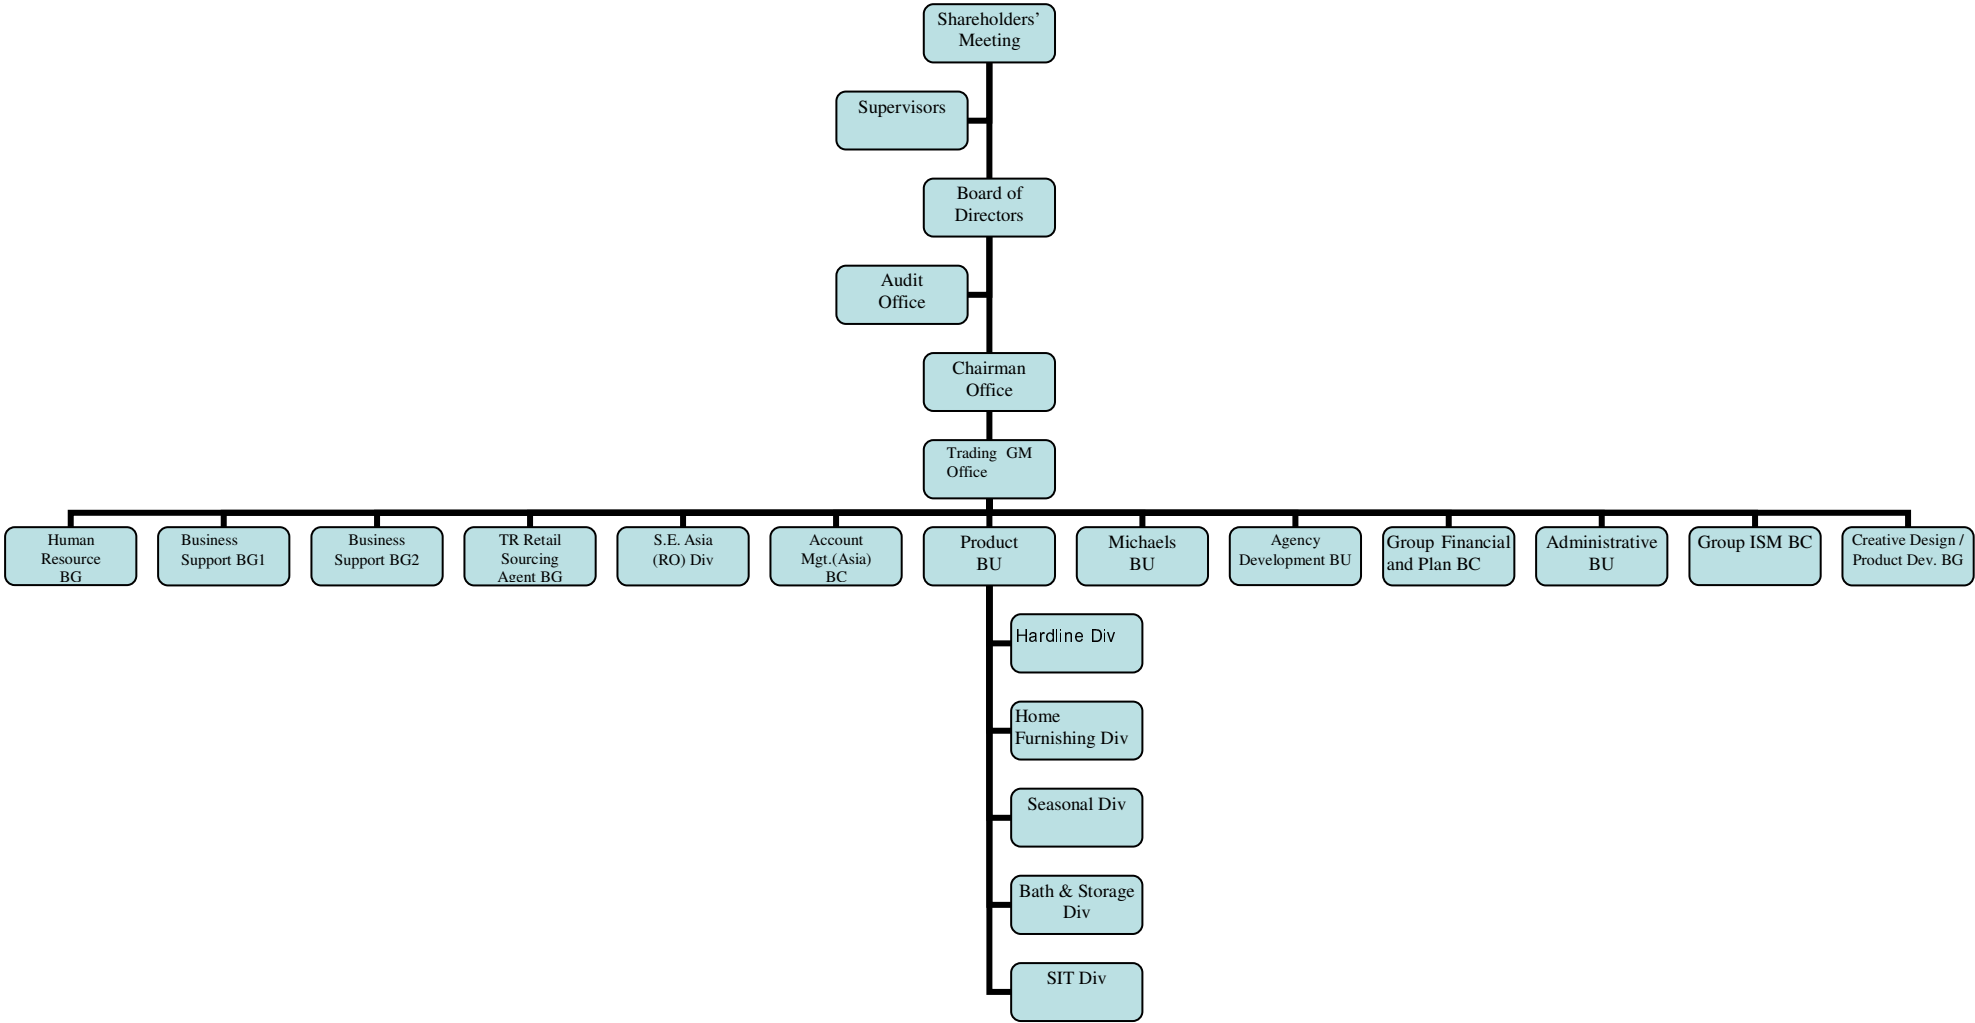 Shareholders’
Meeting
Supervisors
Board of
Directors
Audit
Office
Chairman
Office
Trading GM
Office
Human
Resource
BG
Business
Support BG1
Business
Support BG2
TR Retail
Sourcing
Agent BG
S.E. Asia
(RO) Div
Account
Mgt.(Asia)
BC
Product
BU
Michaels
BU
Agency
Development BU
Group Financial
and Plan BC
Administrative
BU
Group ISM BC
Creative Design /
Product Dev. BG
Hardline Div
Home
Furnishing Div
Seasonal Div
Bath & Storage
Div
SIT Div